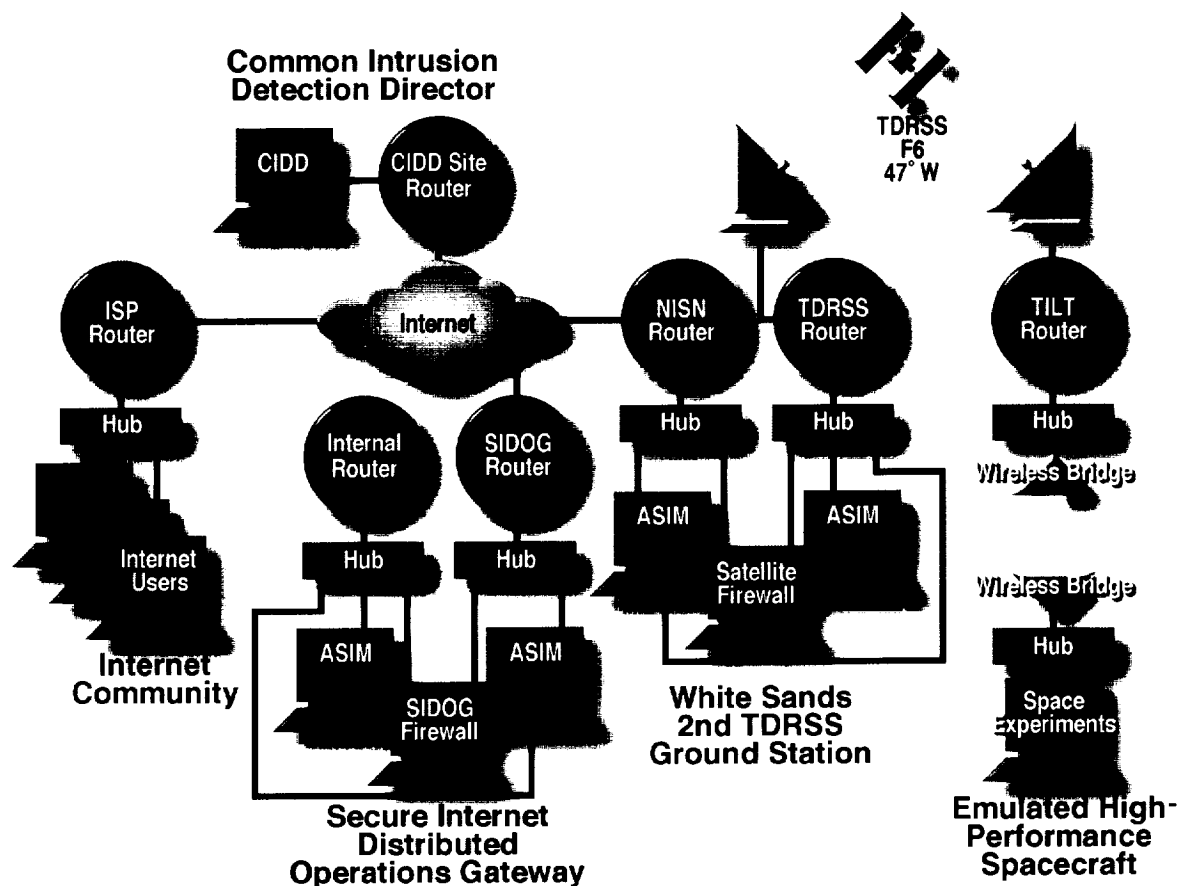 Common Intrusion
Detection Director
TDRSS
F6
47° W
CIDD
CIDD Site
Router
ISP
Router
Internet
NISN
Router
TDRSS
Router
TILT
Router
Hub
Hub
Hub
Hub
Internal
Router
SIDOG
Router
Wireless Bridge
ASIM
ASIM
Internet
Users
Hub
Hub
Satellite
Firewall
Wireless Bridge
Hub
ASIM
ASIM
Internet
Community
SIDOG
Firewall
White Sands
2nd TDRSS
Ground Station
Space
Experiments
Secure Internet
Distributed
Operations Gateway
Emulated High-
Performance
Spacecraft